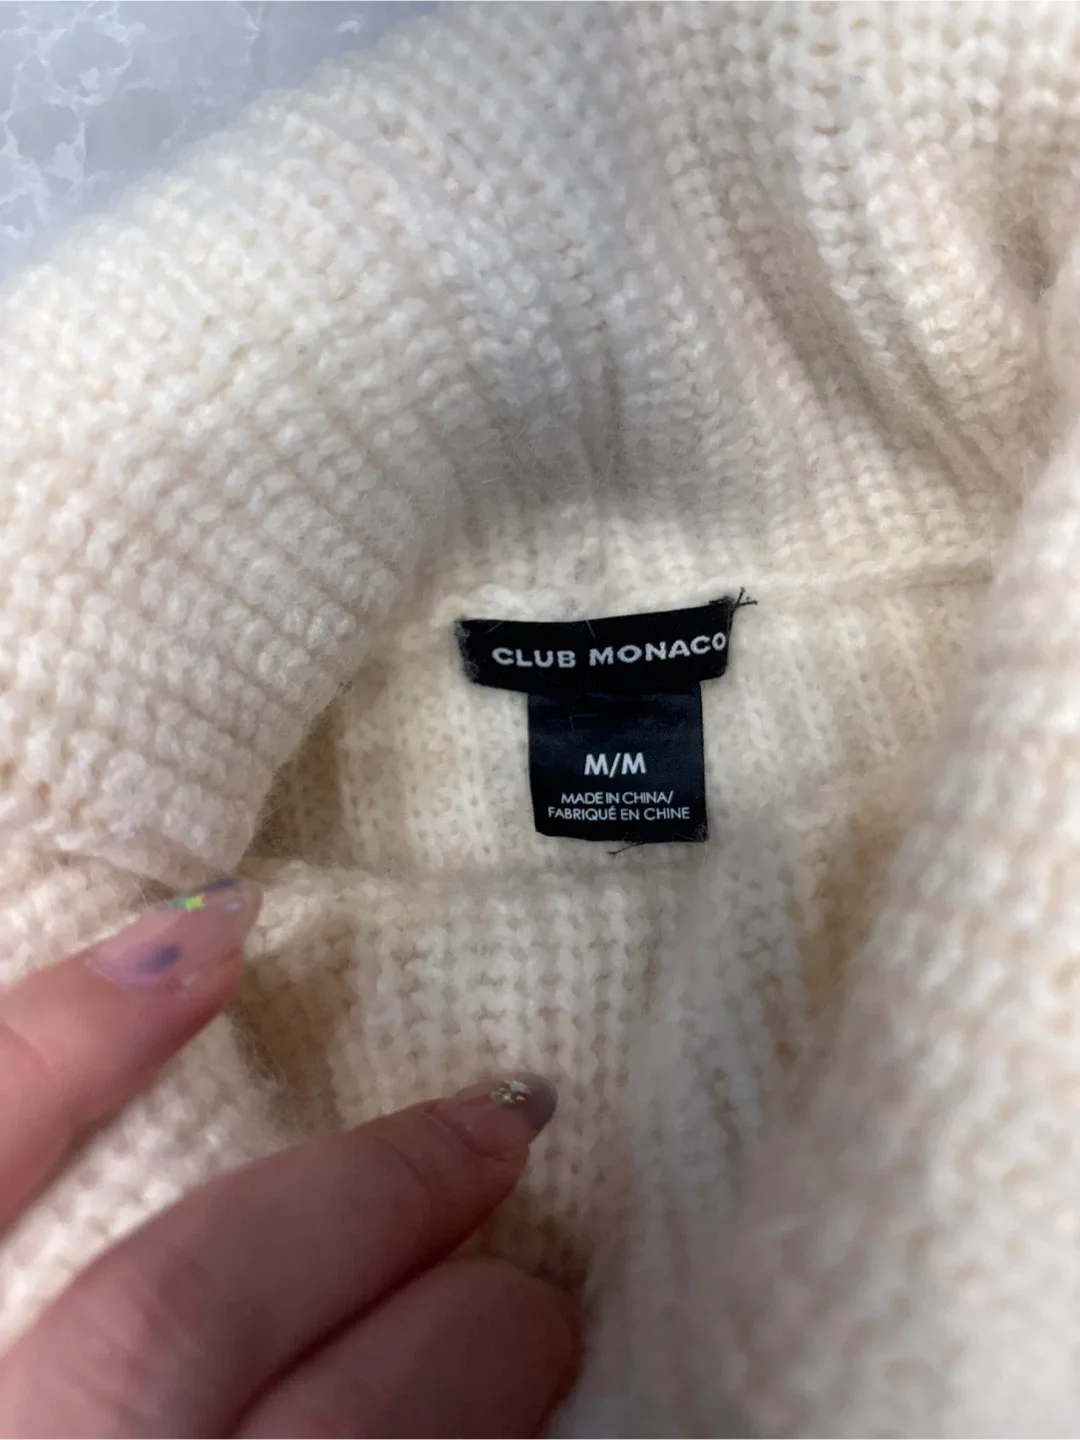 CLUB MONACO
M/M
MADE IN CHINA/
FABRIQUÉ EN CHINE